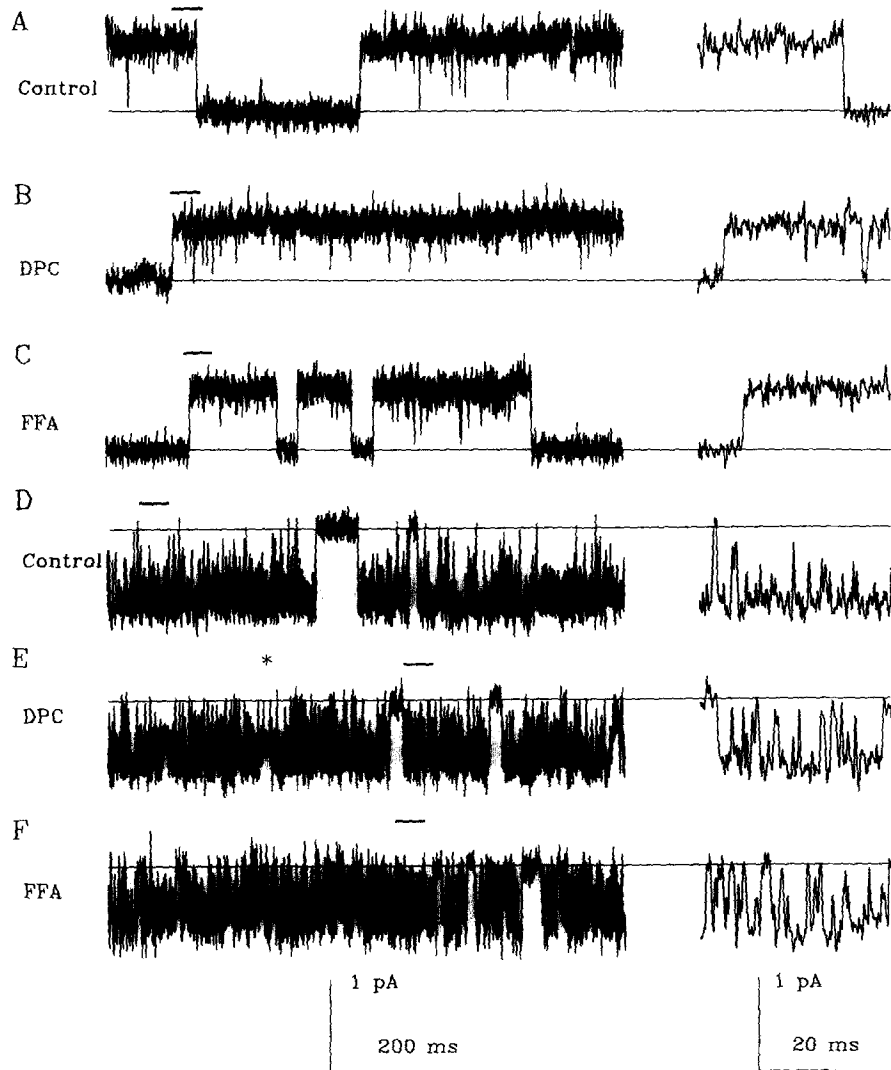 A
Control
B
DPC
C
FFA
D
Control
E
*
DPC
F
FFA
1 pA
1 pA
200 ms
20 ms